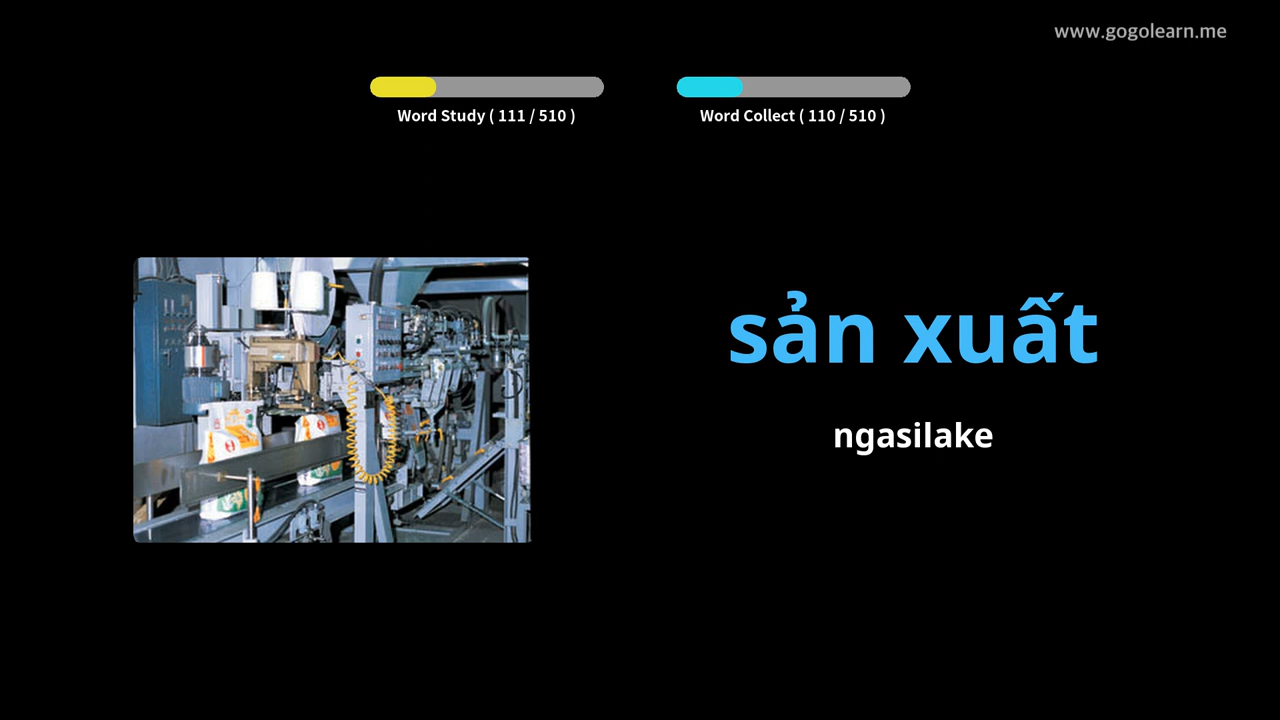 www.gogolearn.me
Word Study ( 111 / 510 )
Word Collect ( 110 / 510 )
sản xuất
ngasilake